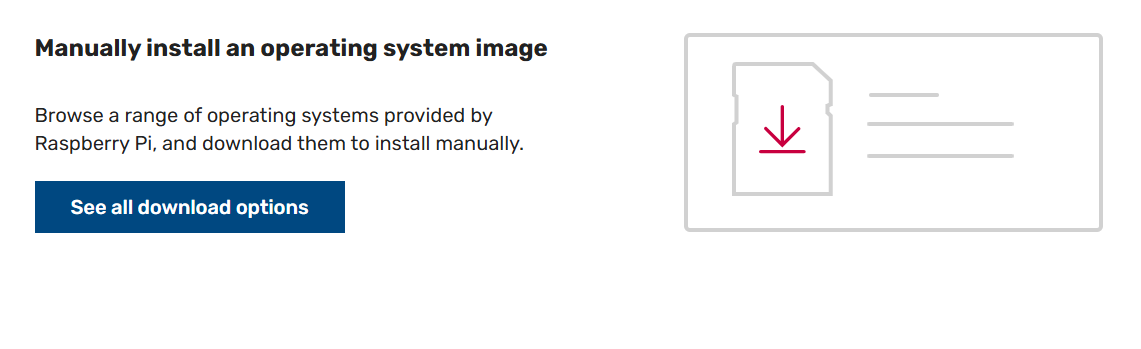 Manually install an operating system image
Browse a range of operating systems provided by
Raspberry Pi, and download them to install manually.
See all download options